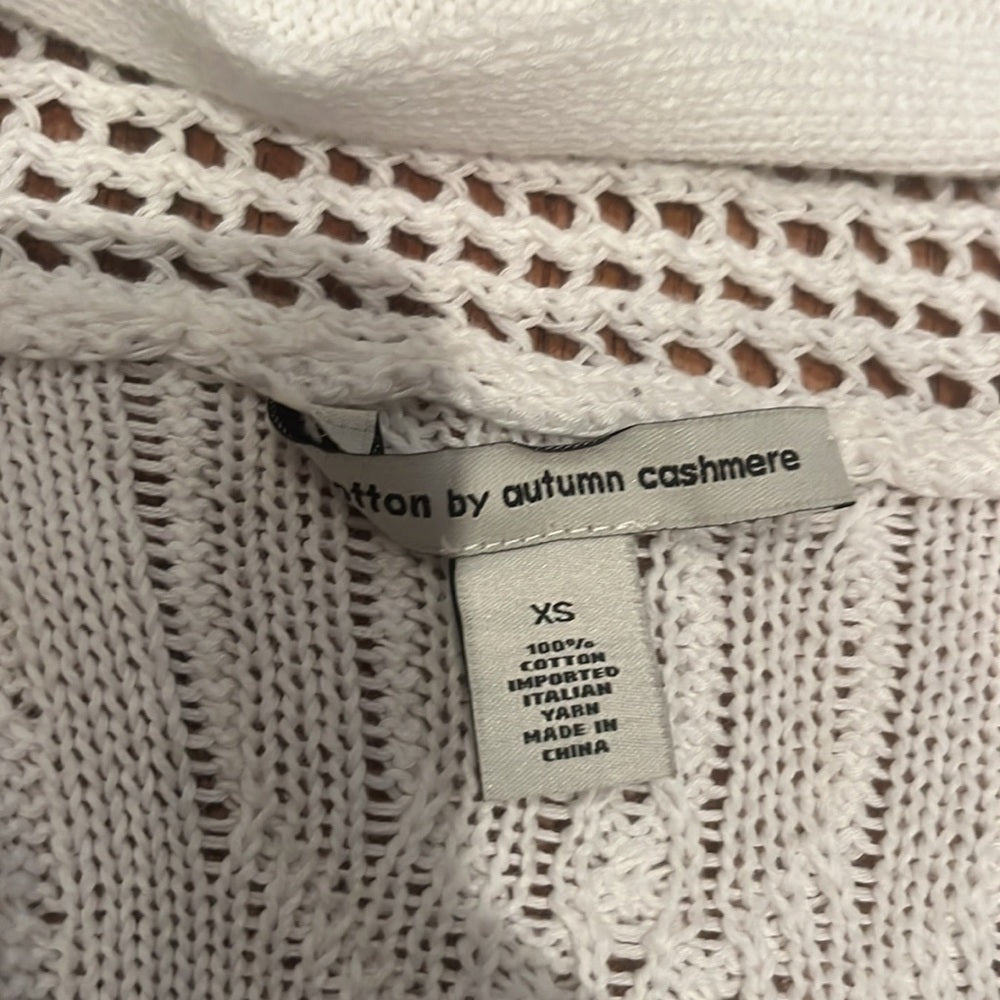 otton by autumn cashmere
XS
100%
COTTON
IMPORTED
ITALIAN
YARN
MADE IN
CHINA